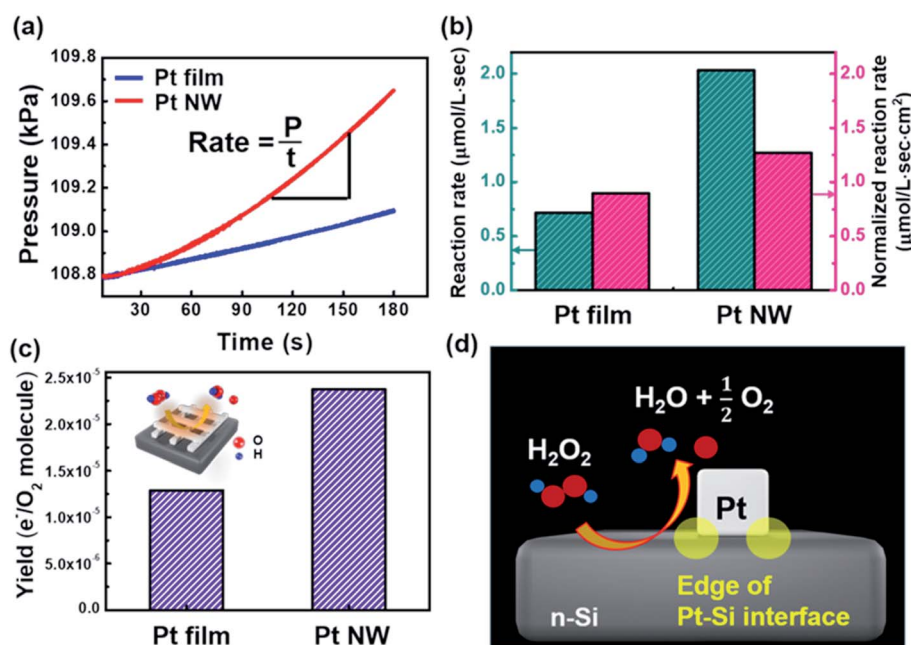 (a)
109.8
109.6
109.4
109.2
109.0
108.8
Pressure (kPa)
Pt film
Pt NW
Rate = P/t
30 60 90 120 150 180
Time (s)
(b)
2.0
1.5
1.0
0.5
0.0
Reaction rate (μmol/L·sec)
2.0
1.5
1.0
0.5
0.0
Normalized reaction rate
(μmol/L·sec·cm²)
Pt film Pt NW
(c)
2.5x10⁻⁵
2.0x10⁻⁵
1.5x10⁻⁵
1.0x10⁻⁵
5.0x10⁻⁶
0.0
Yield (e⁻/O₂ molecule)
O
H
Pt film Pt NW
(d)
H₂O + ½ O₂
H₂O₂
Pt
Edge of
n-Si Pt-Si interface